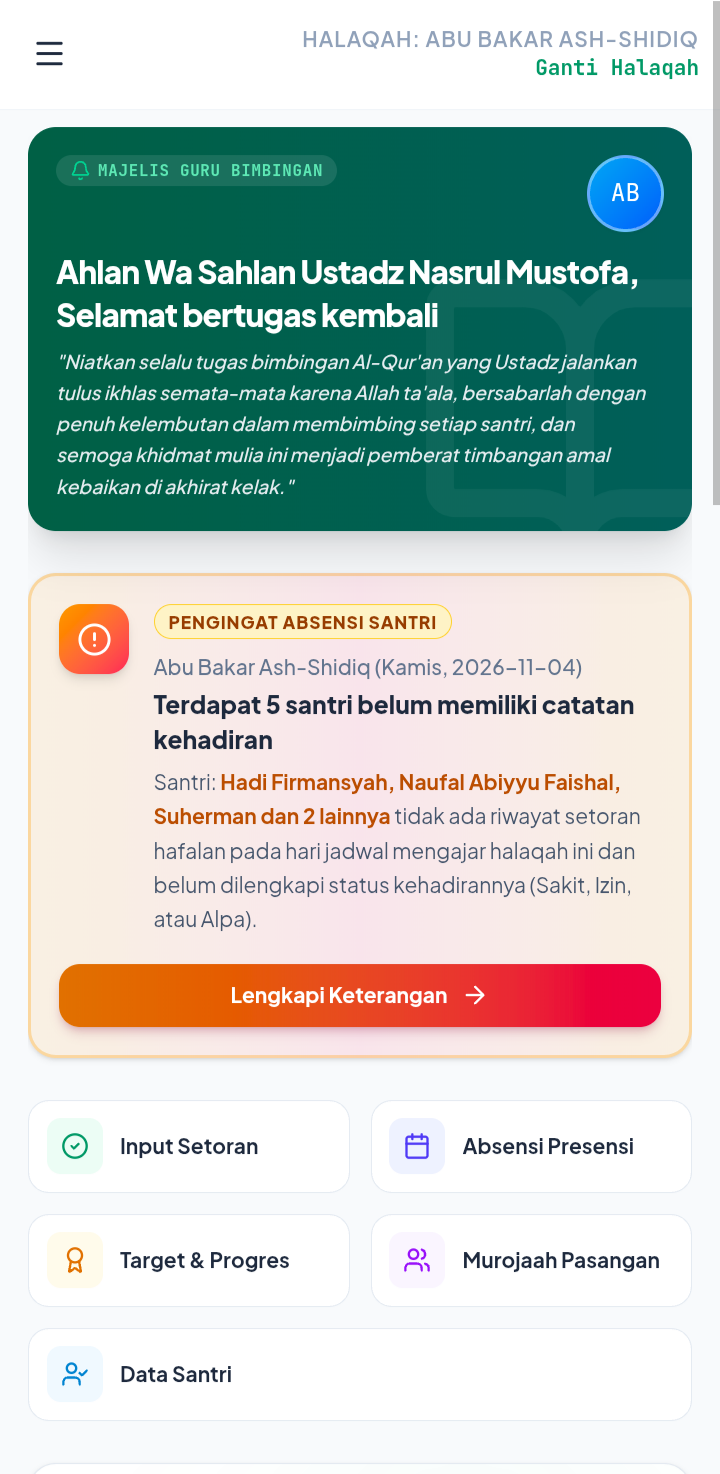 HALAQAH: ABU BAKAR ASH-SHIDIQ
Ganti Halaqah
MAJELIS GURU BIMBINGAN
AB
Ahlan Wa Sahlan Ustadz Nasrul Mustofa,
Selamat bertugas kembali
"Niatkan selalu tugas bimbingan Al-Qur'an yang Ustadz jalankan
tulus ikhlas semata-mata karena Allah ta'ala, bersabarlah dengan
penuh kelembutan dalam membimbing setiap santri, dan
semoga khidmat mulia ini menjadi pemberat timbangan amal
kebaikan di akhirat kelak."
PENGINGAT ABSENSI SANTRI
Abu Bakar Ash-Shidiq (Kamis, 2026-11-04)
Terdapat 5 santri belum memiliki catatan
kehadiran
Santri: Hadi Firmansyah, Naufal Abiyyu Faishal,
Suherman dan 2 lainnya tidak ada riwayat setoran
hafalan pada hari jadwal mengajar halaqah ini dan
belum dilengkapi status kehadirannya (Sakit, Izin,
atau Alpa).
Lengkapi Keterangan
Input Setoran
Absensi Presensi
Target & Progres
Murojaah Pasangan
Data Santri